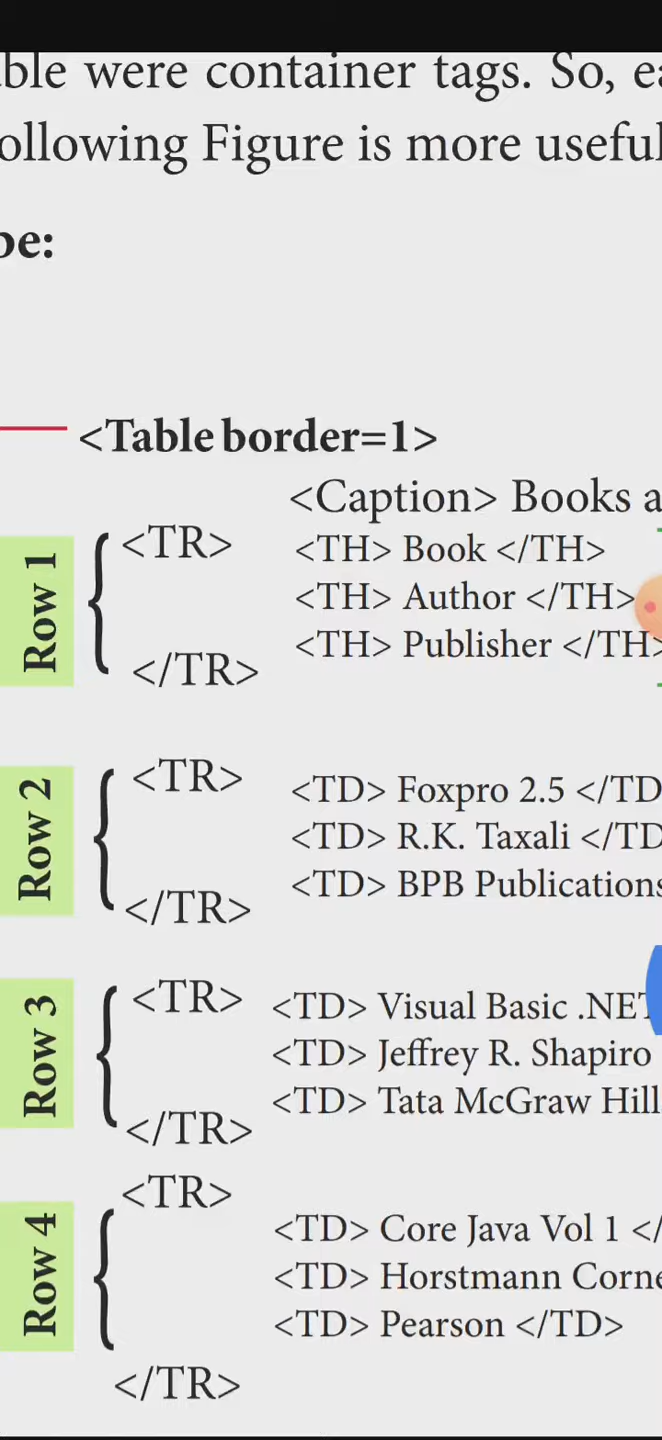 ble were container tags. So, ea
ollowing Figure is more useful
be:
<Table border=1>
<Caption> Books a
Row 1
<TR>
<TH> Book </TH>
<TH> Author </TH>
<TH> Publisher </TH>
</TR>
Row 2
<TR>
<TD> Foxpro 2.5 </TD
<TD> R.K. Taxali </TD
<TD> BPB Publications
</TR>
Row 3
<TR>
<TD> Visual Basic .NET
<TD> Jeffrey R. Shapiro
<TD> Tata McGraw Hill
</TR>
Row 4
<TR>
<TD> Core Java Vol 1 </
<TD> Horstmann Corne
<TD> Pearson </TD>
</TR>